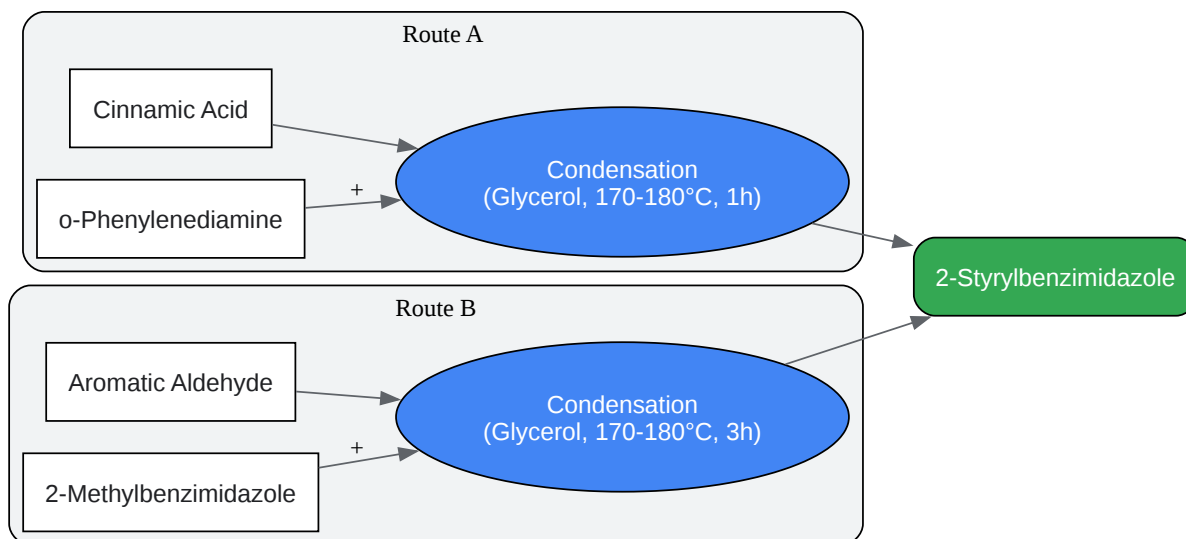 Route A
Cinnamic Acid
o-Phenylenediamine
+
Condensation
(Glycerol, 170-180°C, 1h)
2-Styrylbenzimidazole
Route B
Aromatic Aldehyde
2-Methylbenzimidazole
+
Condensation
(Glycerol, 170-180°C, 3h)